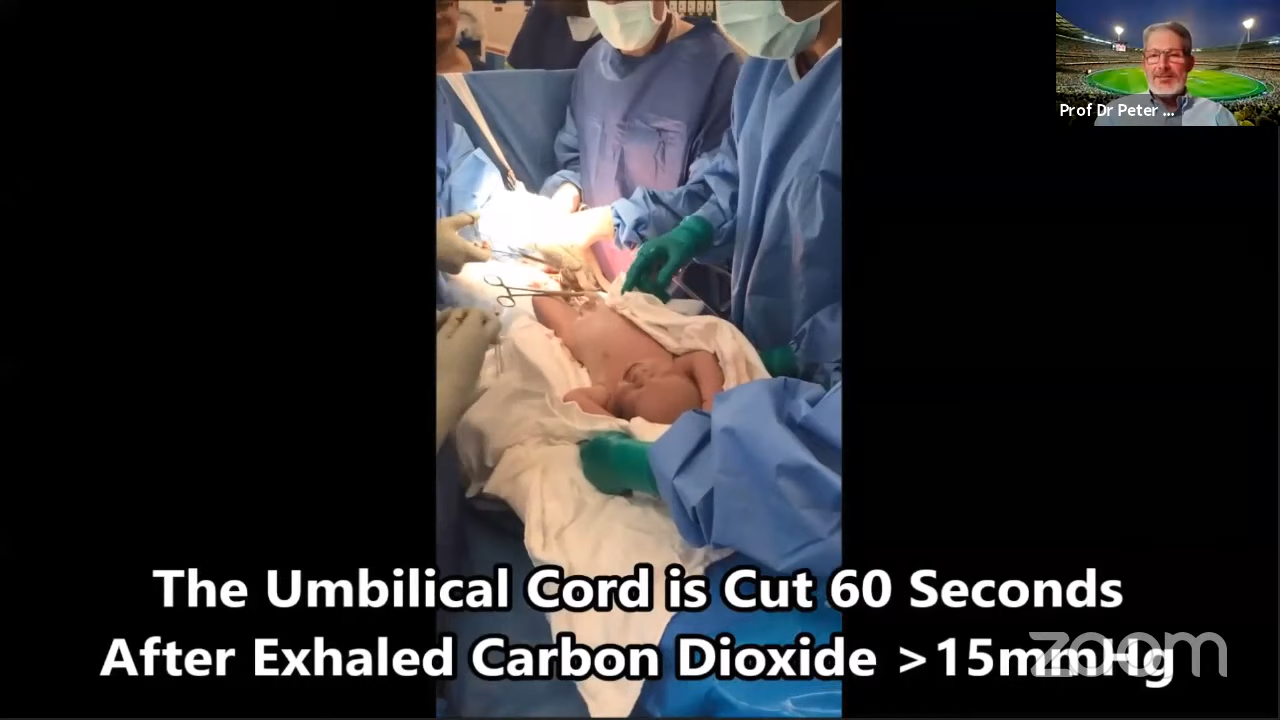 Prof Dr Peter ...
The Umbilical Cord is Cut 60 Seconds
After Exhaled Carbon Dioxide >15mmHg
zoom